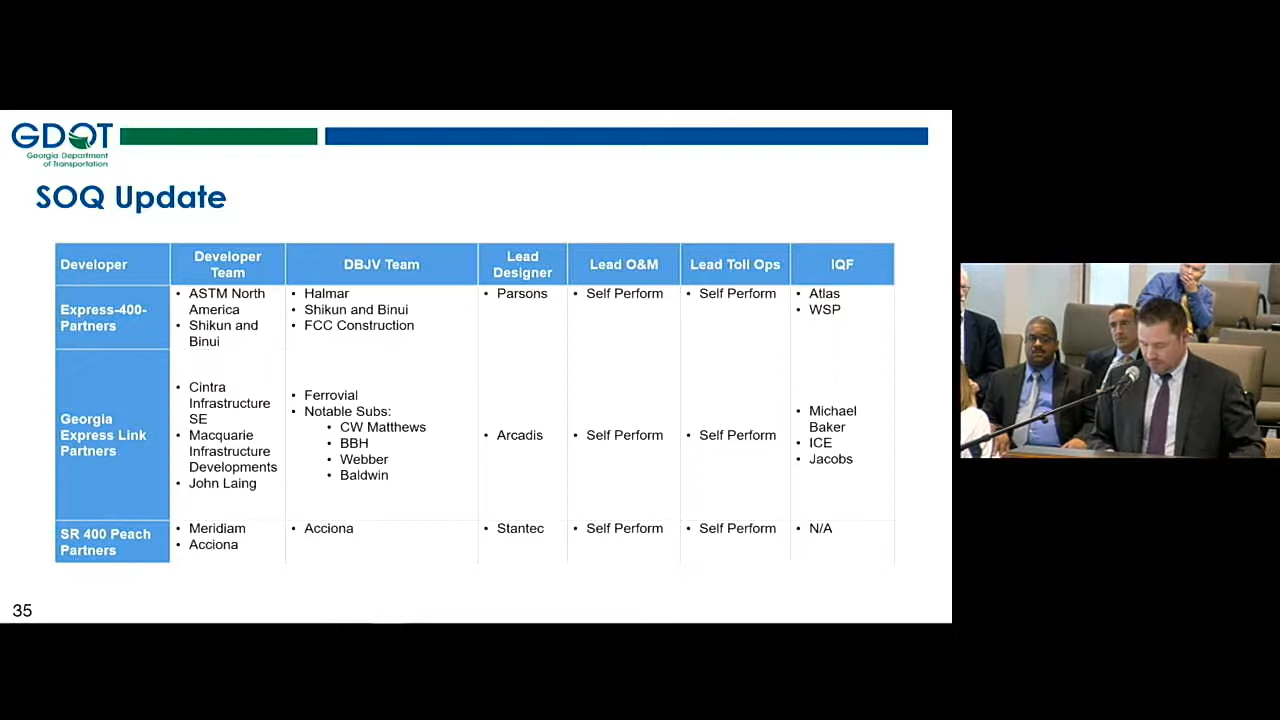 GDOT
Georgia Department
of Transportation
SOQ Update
Developer
Developer
Team
DBJV Team
Lead
Designer
Lead O&M
Lead Toll Ops
IQF
Express-400-
Partners
• ASTM North
America
• Shikun and
Binui
• Halmar
• Shikun and Binui
• FCC Construction
• Parsons
• Self Perform
• Self Perform
• Atlas
• WSP
Georgia
Express Link
Partners
• Cintra
Infrastructure
SE
• Macquarie
Infrastructure
Developments
• John Laing
• Ferrovial
• Notable Subs:
• CW Matthews
• BBH
• Webber
• Baldwin
• Arcadis
• Self Perform
• Self Perform
• Michael
Baker
• ICE
• Jacobs
SR 400 Peach
Partners
• Meridiam
• Acciona
• Acciona
• Stantec
• Self Perform
• Self Perform
• N/A
35